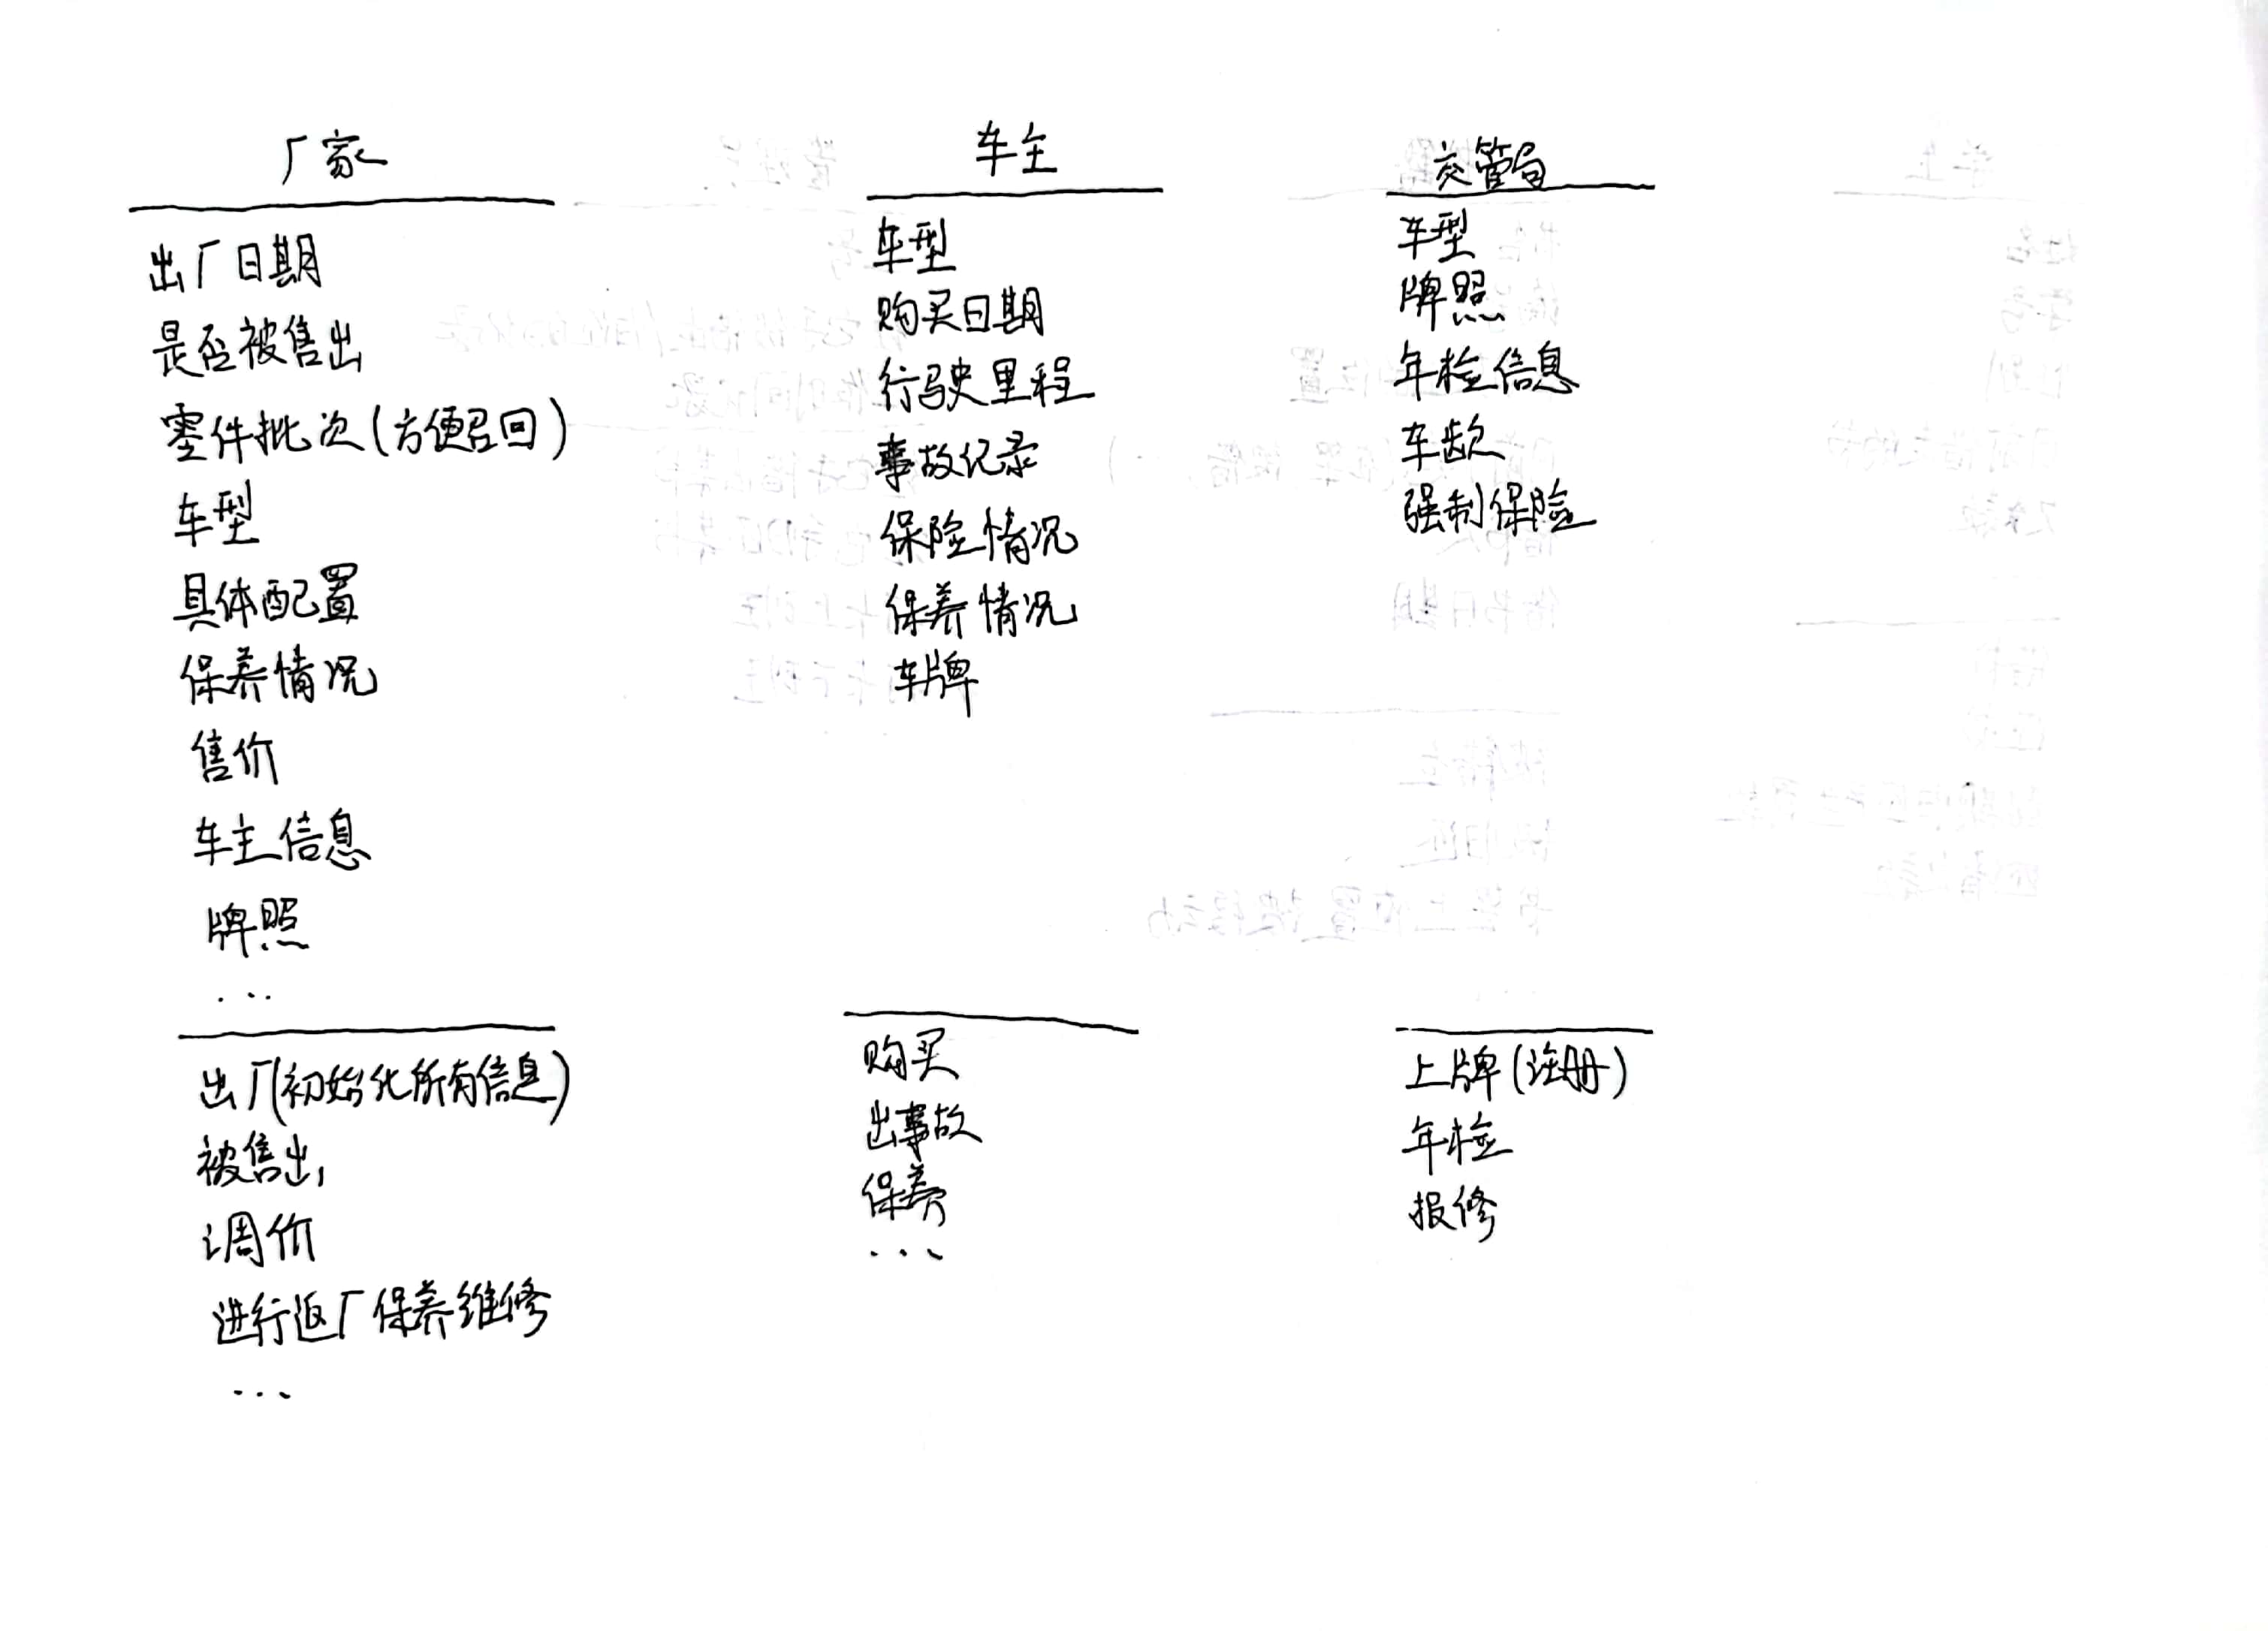 厂家
出厂日期
是否被售出
零件批次(方便召回)
车型
具体配置
保养情况
售价
车主信息
牌照
...
出厂(初始化所有信息)
被售出
调价
进行返厂保养维修
...
车主
车型
购买日期
行驶里程
事故记录
保险情况
保养情况
车牌
购买
出事故
保养
...
交管局
车型
牌照
年检信息
车龄
强制保险
上牌(注册)
年检
报修